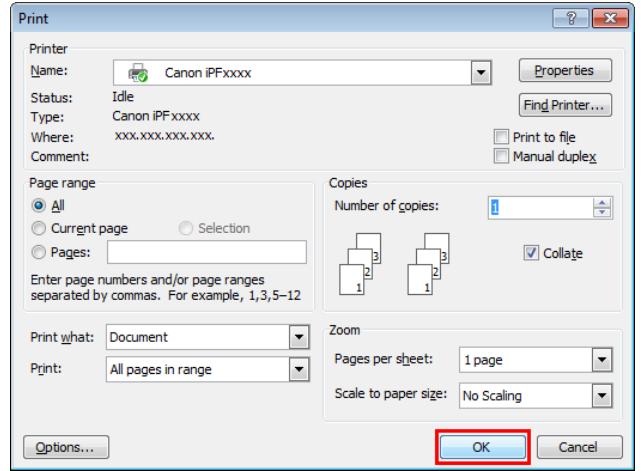 Print
Printer
Name: Canon iPFxxxx Properties
Status: Idle Find Printer...
Type: Canon iPFxxxx
Where: xxx.xxx.xxx.xxx. Print to file
Comment: Manual duplex
Page range
All
Current page Selection
Pages:
Enter page numbers and/or page ranges
separated by commas. For example, 1,3,5–12
Copies
Number of copies: 1
1 2 3 1 2 3 Collate
Print what: Document
Print: All pages in range
Zoom
Pages per sheet: 1 page
Scale to paper size: No Scaling
Options... OK Cancel